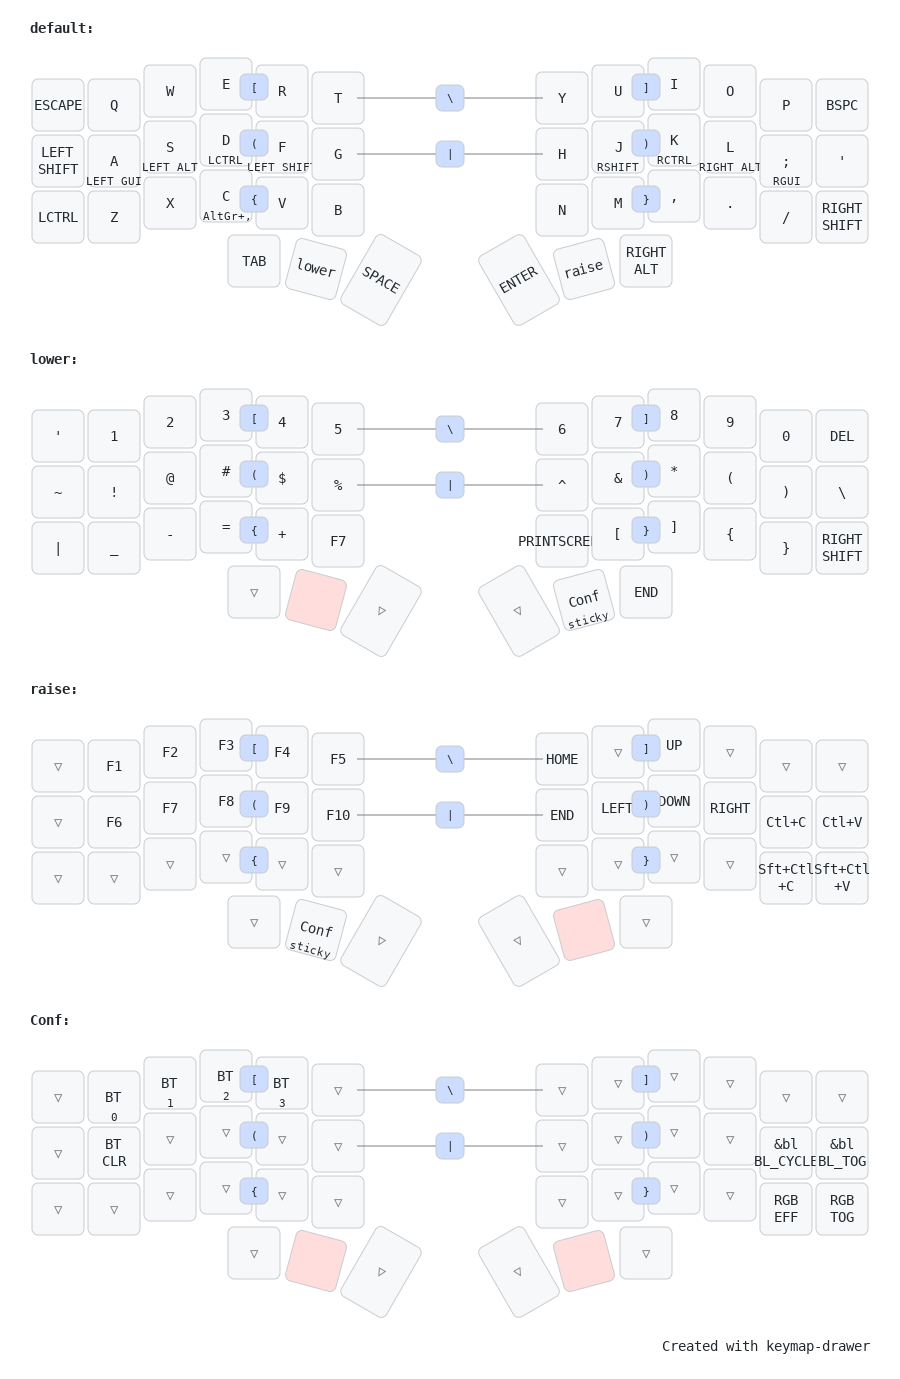 default:
ESCAPE Q W E [ R T \ Y U ] I O P BSPC
LEFT SHIFT A LEFT GUI S LEFT ALT D LCTRL ( F LEFT SHIFT G | H J RSHIFT ) K RCTRL L RIGHT ALT ; RGUI '
LCTRL Z X C AltGr+, { V B N M } , . / RIGHT SHIFT
TAB lower SPACE ENTER raise RIGHT ALT
lower:
' 1 2 3 [ 4 5 \ 6 7 ] 8 9 0 DEL
~ ! @ # ( $ % | ^ & ) * ( ) \
| _ - = { + F7 PRINTSCREE [ } ] { } RIGHT SHIFT
▽ ▷ ◁ Conf sticky END
raise:
▽ F1 F2 F3 [ F4 F5 \ HOME ▽ ] UP ▽ ▽ ▽
▽ F6 F7 F8 ( F9 F10 | END LEFT ) DOWN RIGHT Ctl+C Ctl+V
▽ ▽ ▽ ▽ { ▽ ▽ ▽ ▽ } ▽ ▽ Sft+Ctl +C Sft+Ctl +V
▽ Conf sticky ▷ ◁ ▽
Conf:
▽ BT 0 BT 1 BT 2 [ BT 3 ▽ \ ▽ ▽ ] ▽ ▽ ▽ ▽
▽ BT CLR ▽ ▽ ( ▽ ▽ | ▽ ▽ ) ▽ ▽ &bl BL_CYCLE &bl BL_TOG
▽ ▽ ▽ ▽ { ▽ ▽ ▽ ▽ } ▽ ▽ RGB EFF RGB TOG
▽ ▷ ◁ ▽
Created with keymap-drawer